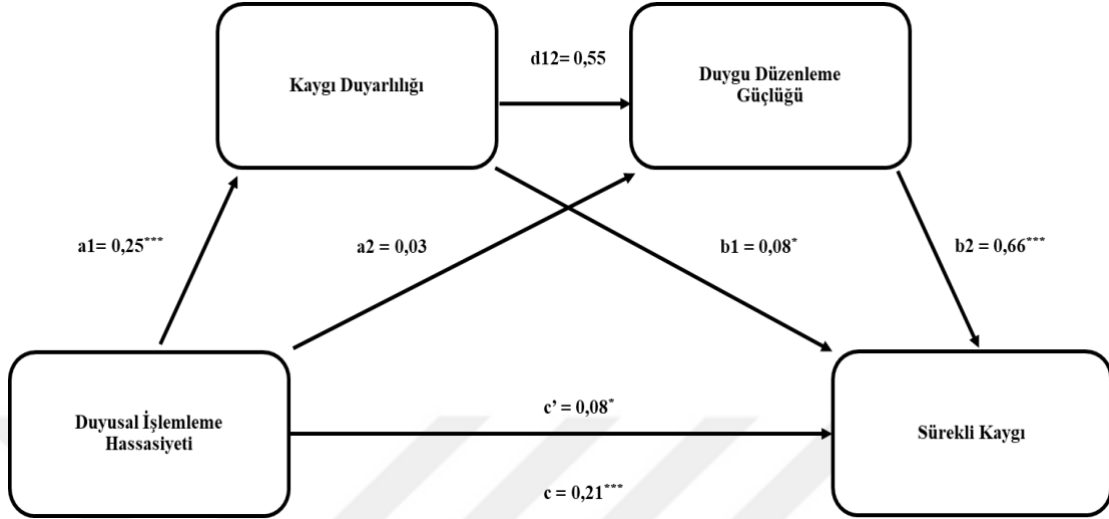 d12= 0,55
Kaygı Duyarlılığı
Duygu Düzenleme
Güçlüğü
a1= 0,25***
a2 = 0,03
b1 = 0,08*
b2 = 0,66***
Duyusal İşlemleme
Hassasiyeti
c’ = 0,08*
Sürekli Kaygı
c = 0,21***